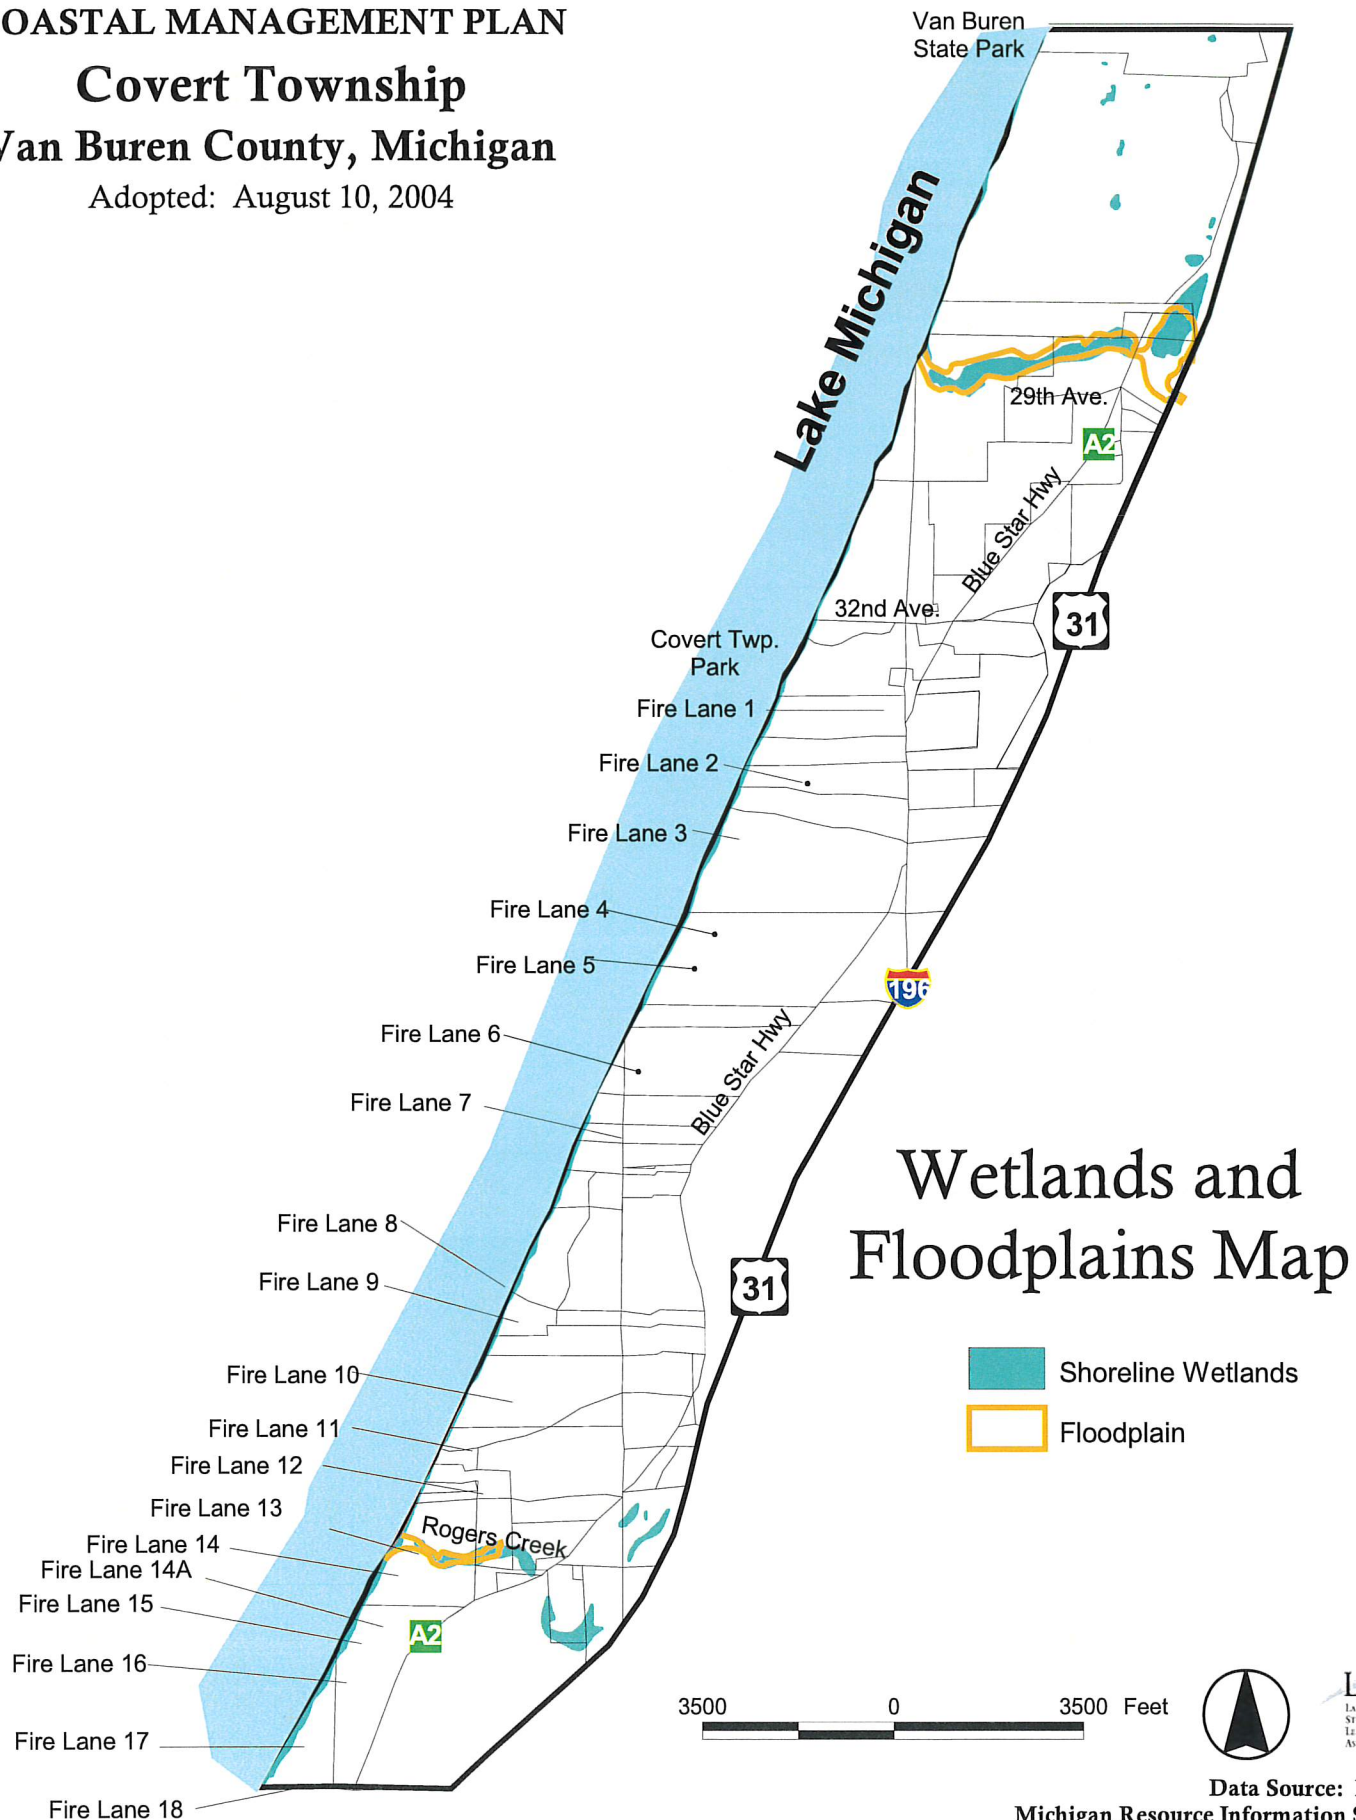 OASTAL MANAGEMENT PLAN
Covert Township
Van Buren County, Michigan
Adopted: August 10, 2004
Van Buren
State Park
Lake Michigan
29th Ave.
A2
Blue Star Hwy
32nd Ave.
31
Covert Twp.
Park
Fire Lane 1
Fire Lane 2
Fire Lane 3
Fire Lane 4
Fire Lane 5
196
Fire Lane 6
Blue Star Hwy
Fire Lane 7
Wetlands and
Floodplains Map
Fire Lane 8
31
Fire Lane 9
Shoreline Wetlands
Fire Lane 10
Floodplain
Fire Lane 11
Fire Lane 12
Fire Lane 13
Rogers Creek
Fire Lane 14
Fire Lane 14A
Fire Lane 15
A2
Fire Lane 16
3500 0 3500 Feet
Fire Lane 17
Fire Lane 18
Data Source:
Michigan Resource Information